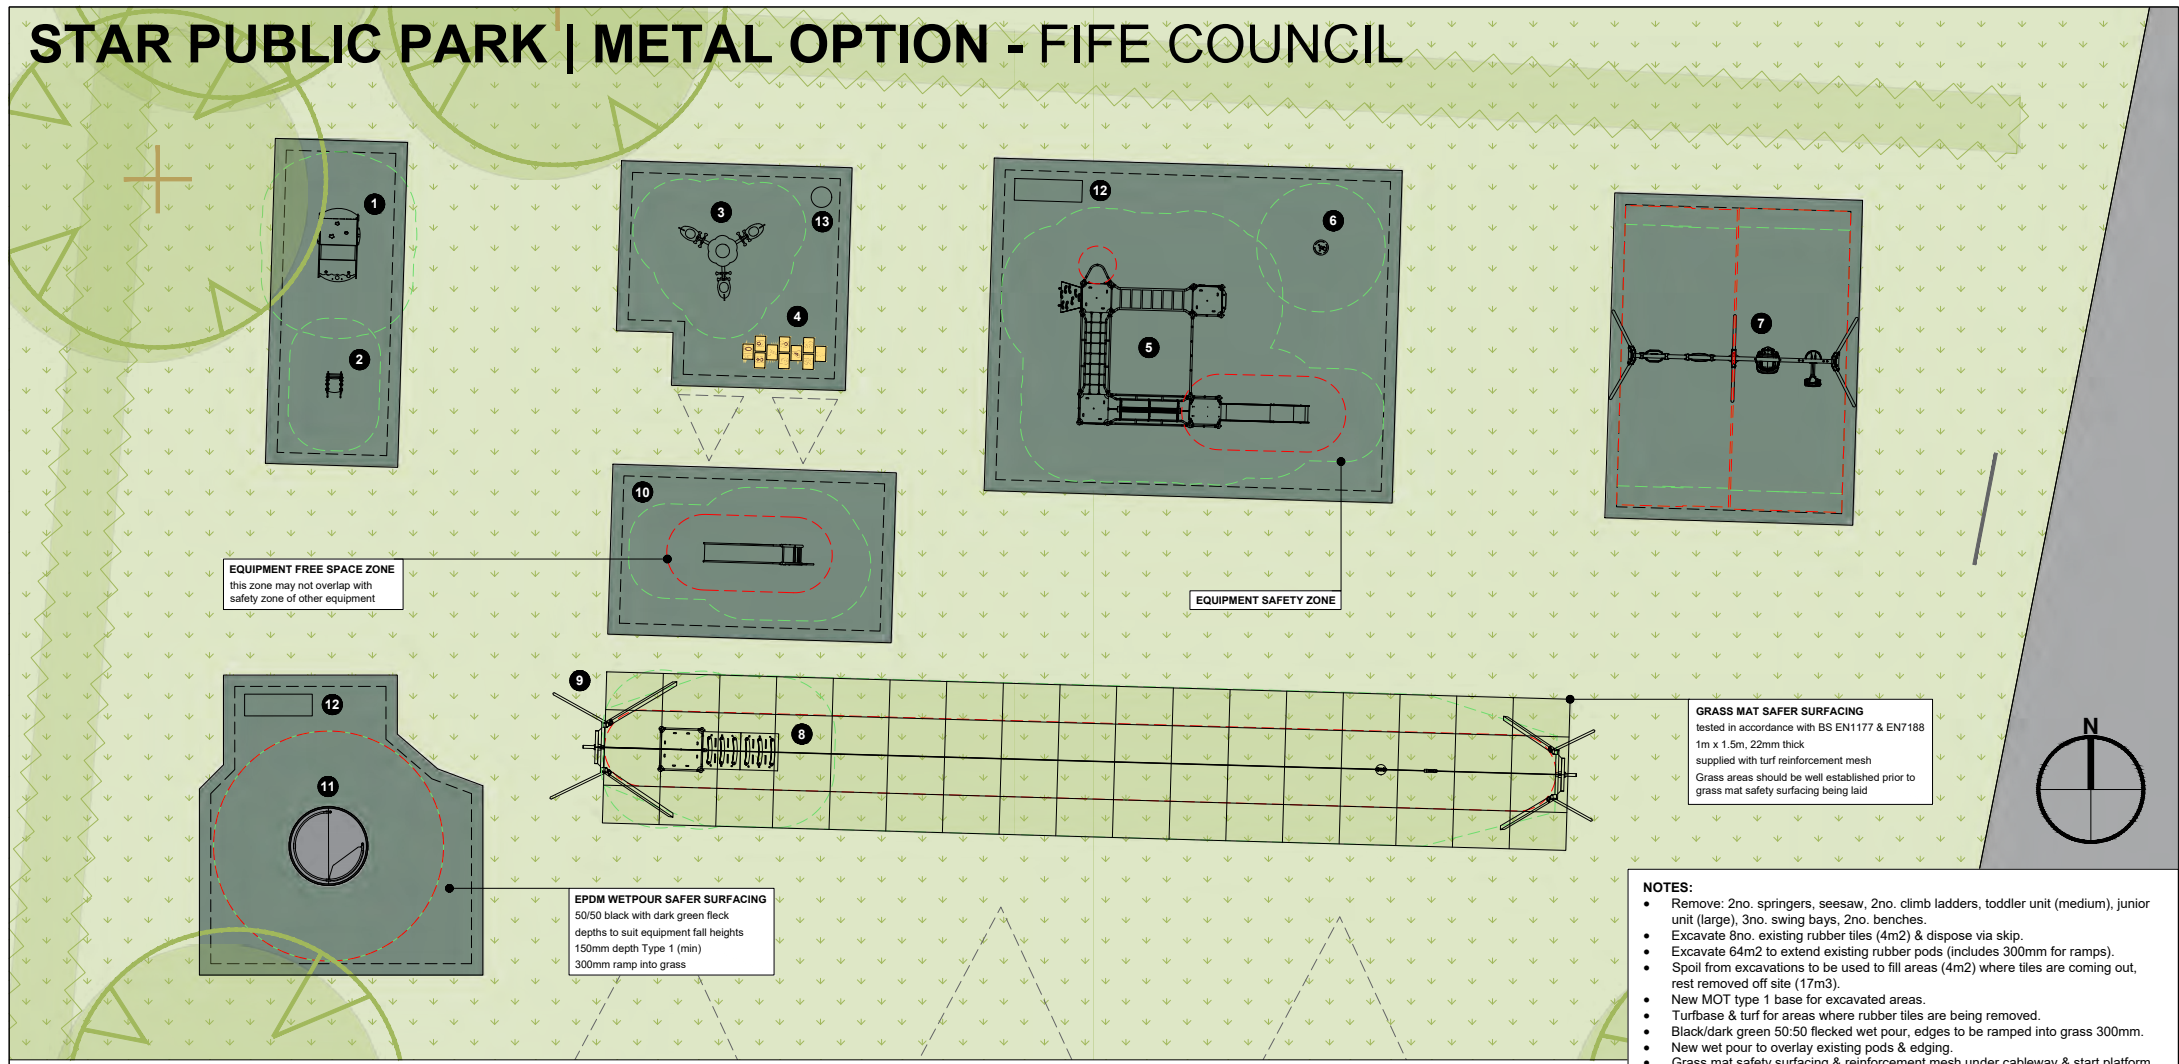 STAR PUBLIC PARK | METAL OPTION - FIFE COUNCIL
1
2
3
13
4
12
6
5
7
10
EQUIPMENT FREE SPACE ZONE
this zone may not overlap with
safety zone of other equipment
EQUIPMENT SAFETY ZONE
12
11
9
8
GRASS MAT SAFER SURFACING
tested in accordance with BS EN1177 & EN7188
1m x 1.5m, 22mm thick
supplied with turf reinforcement mesh
Grass areas should be well established prior to
grass mat safety surfacing being laid
N
EPDM WETPOUR SAFER SURFACING
50/50 black with dark green fleck
depths to suit equipment fall heights
150mm depth Type 1 (min)
300mm ramp into grass
NOTES:
• Remove: 2no. springers, seesaw, 2no. climb ladders, toddler unit (medium), junior
unit (large), 3no. swing bays, 2no. benches.
• Excavate 8no. existing rubber tiles (4m2) & dispose via skip.
• Excavate 64m2 to extend existing rubber pods (includes 300mm for ramps).
• Spoil from excavations to be used to fill areas (4m2) where tiles are coming out,
rest removed off site (17m3).
• New MOT type 1 base for excavated areas.
• Turfbase & turf for areas where rubber tiles are being removed.
• Black/dark green 50:50 flecked wet pour, edges to be ramped into grass 300mm.
• New wet pour to overlay existing pods & edging.
• Grass mat safety surfacing & reinforcement mesh under cableway & start platform